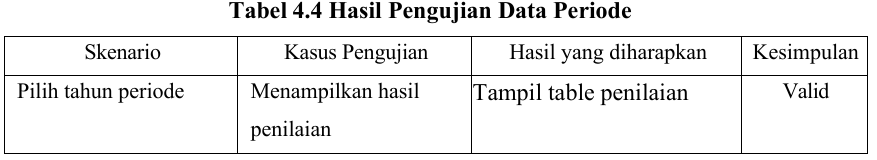 Tabel 4.4 Hasil Pengujian Data Periode
Skenario Kasus Pengujian Hasil yang diharapkan Kesimpulan
Pilih tahun periode Menampilkan hasil Tampil table penilaian Valid
penilaian